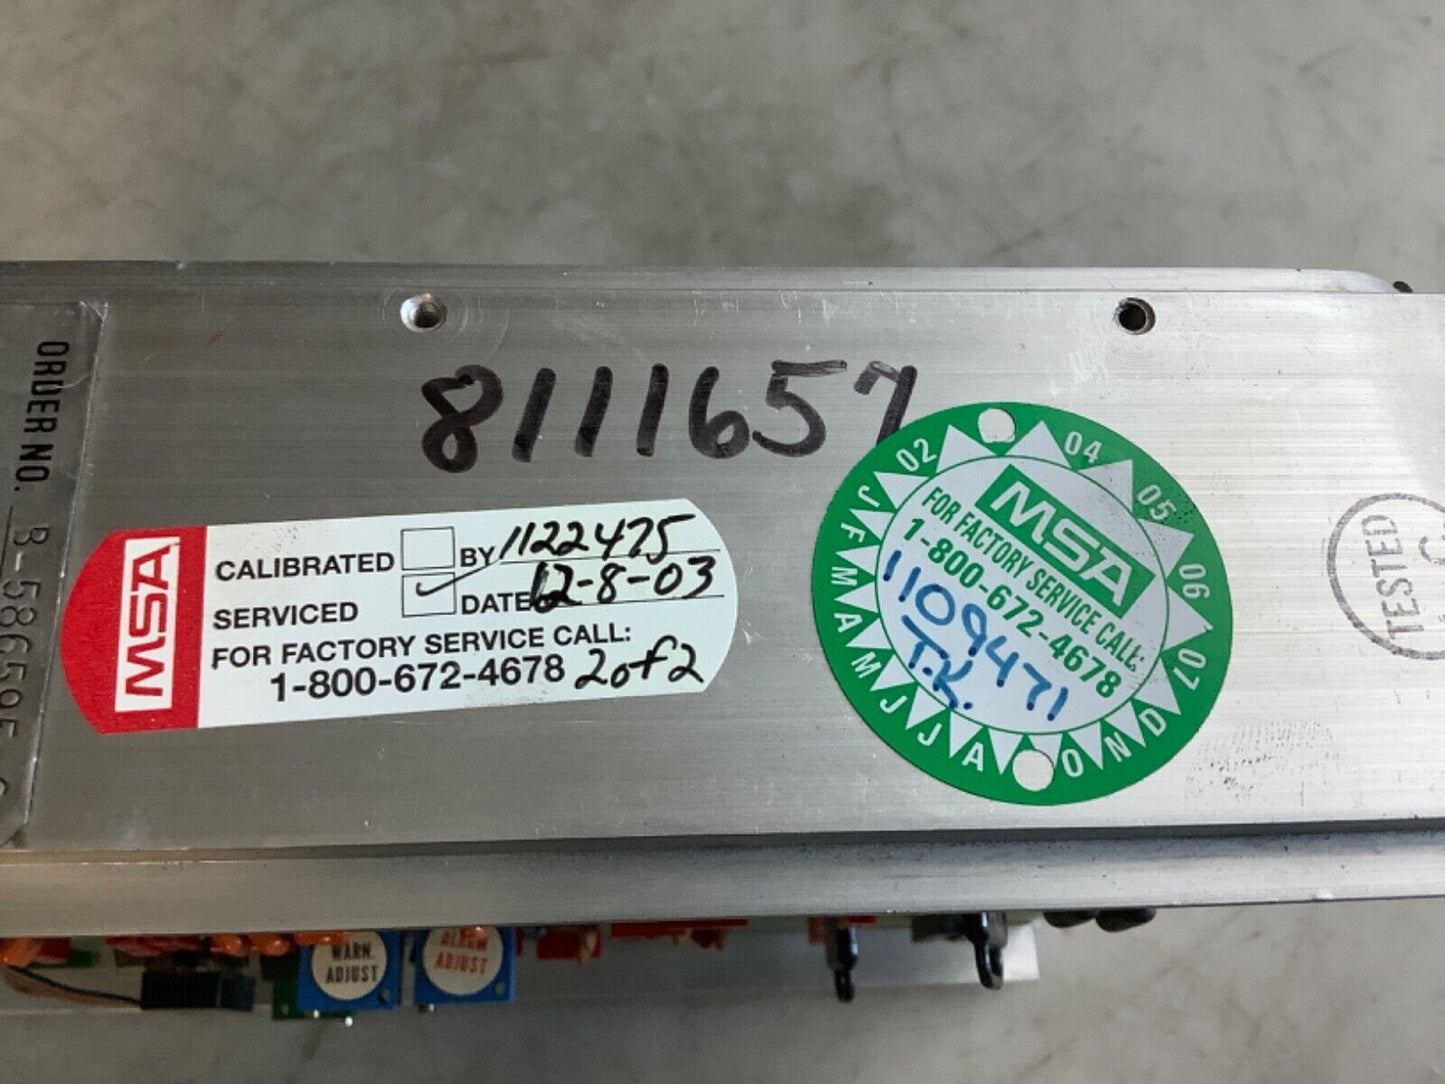 ORDER NO. B-586595
8111657
MSA
CALIBRATED BY 1122475
SERVICED DATE 12-8-03
FOR FACTORY SERVICE CALL:
1-800-672-4678 2 of 2
02 04 05 06 07
J F M A M J J A O N D
MSA
FOR FACTORY SERVICE CALL:
1-800-672-4678
1109471
T.K.
TESTED
WARN.
ADJUST
ALARM
ADJUST